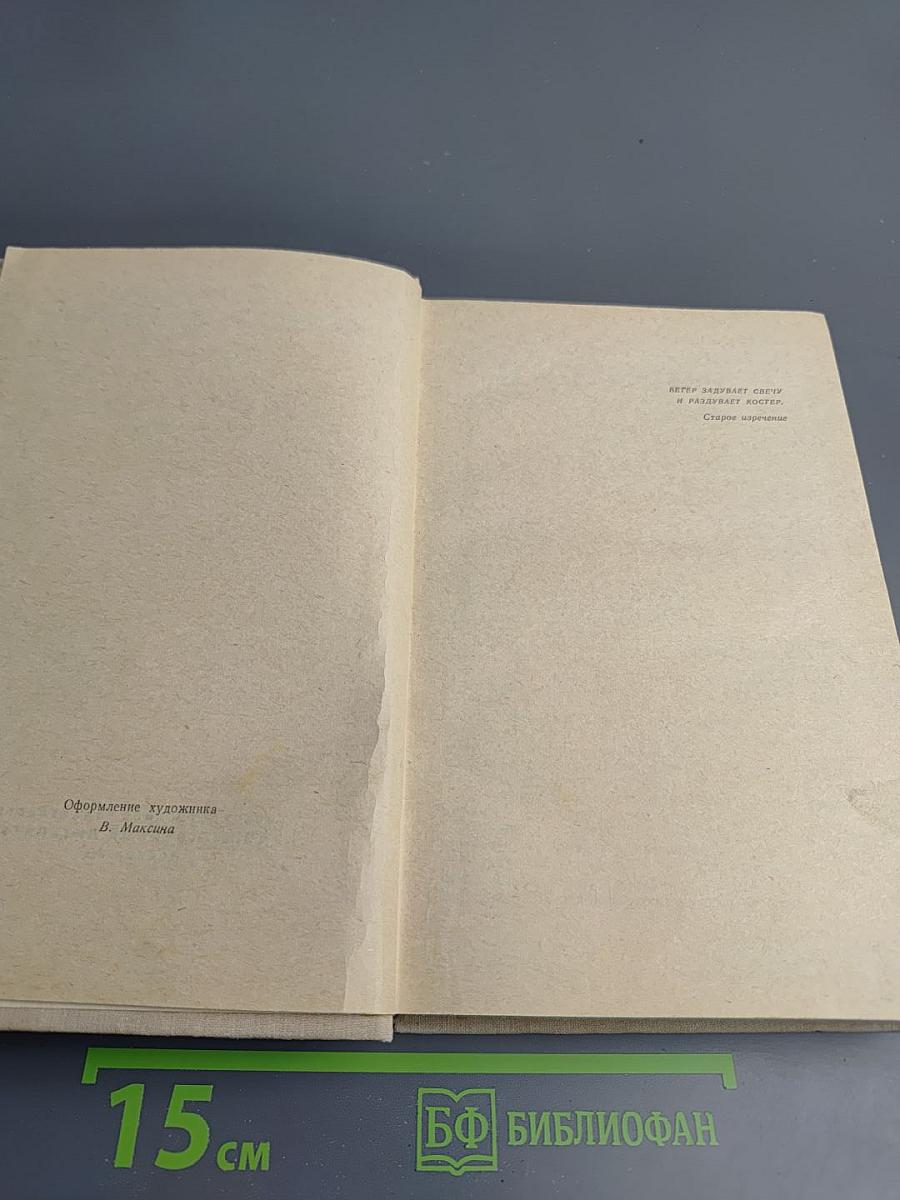 ВЕТЕР ЗАДУВАЕТ СВЕЧУ
И РАЗДУВАЕТ КОСТЕР.
Старое изречение
Оформление художника
В. Максина
15 см
БФ БИБЛИОФАН